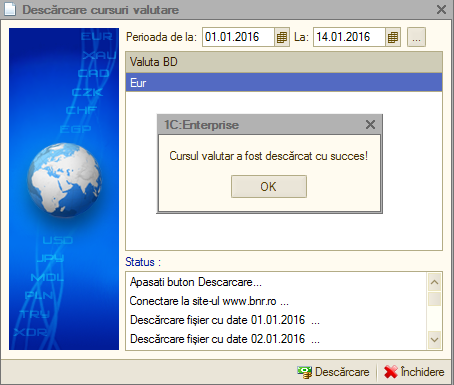 Descărcare cursuri valutare
Perioada de la: 01.01.2016 La: 14.01.2016 ...
EUR
XAU
CAD
CZK
CHF
EGP
USD
JPY
MDL
PLN
TRY
XDR
Valuta BD
Eur
1C:Enterprise
Cursul valutar a fost descărcat cu succes!
OK
Status :
Apasati buton Descarcare...
Conectare la site-ul www.bnr.ro ...
Descărcare fișier cu date 01.01.2016 ...
Descărcare fișier cu date 02.01.2016 ...
Descărcare Închidere